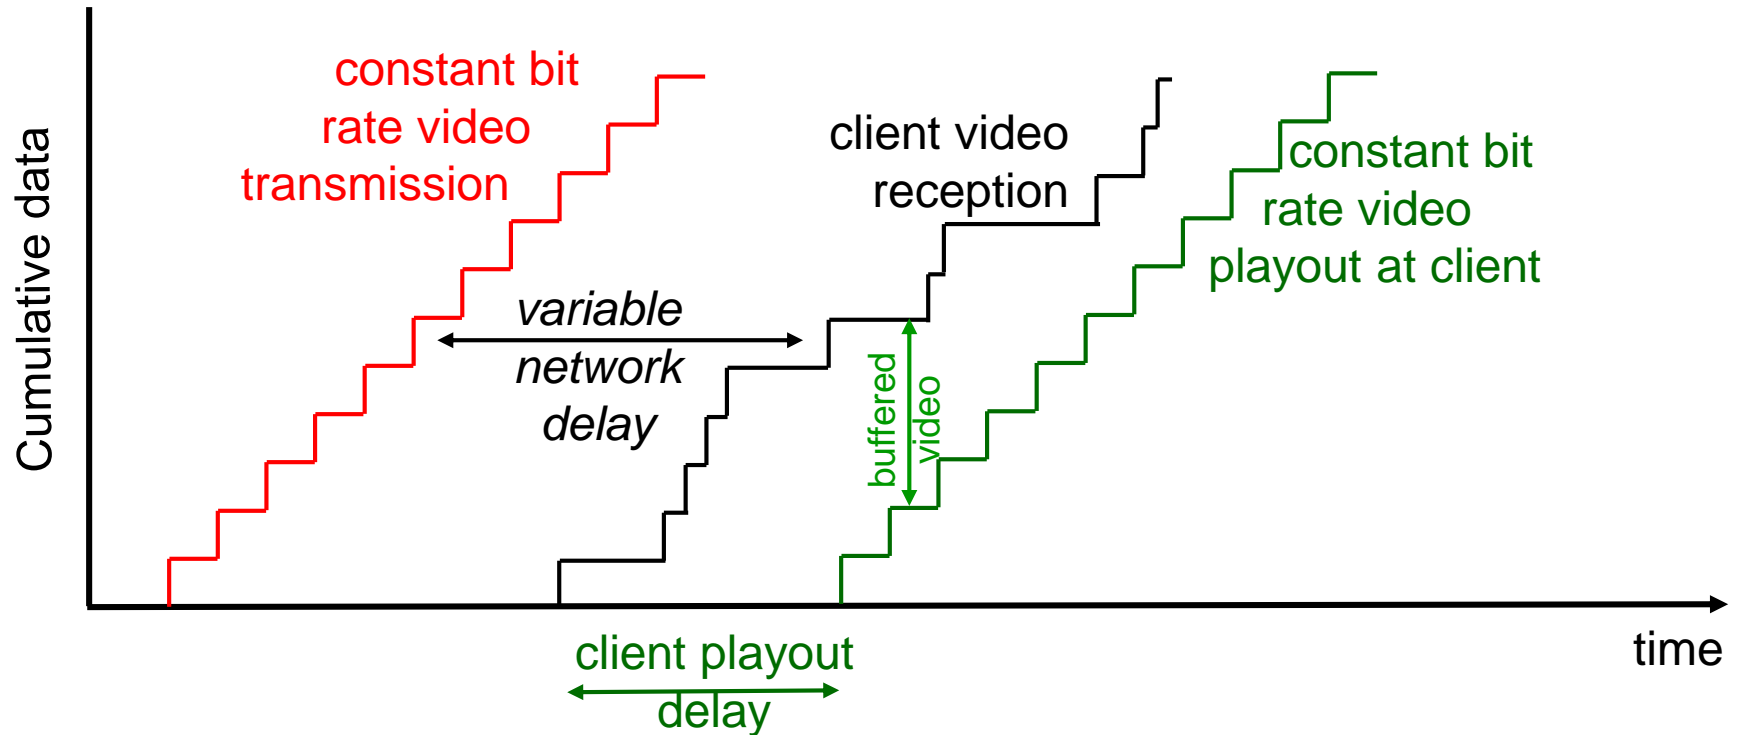 constant bit
rate video
transmission
client video
reception
constant bit
rate video
playout at client
Cumulative data
variable
network
delay
buffered
video
time
client playout
delay